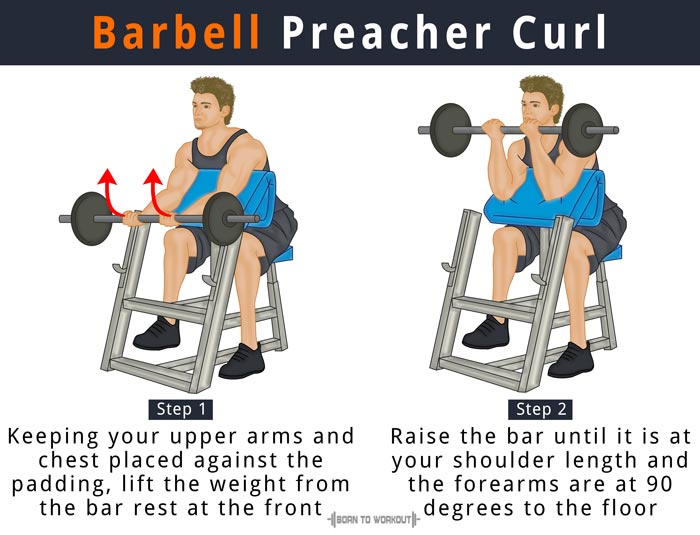 Barbell Preacher Curl
Step 1
Keeping your upper arms and
chest placed against the
padding, lift the weight from
the bar rest at the front
Step 2
Raise the bar until it is at
your shoulder length and
the forearms are at 90
degrees to the floor
BORN TO WORKOUT